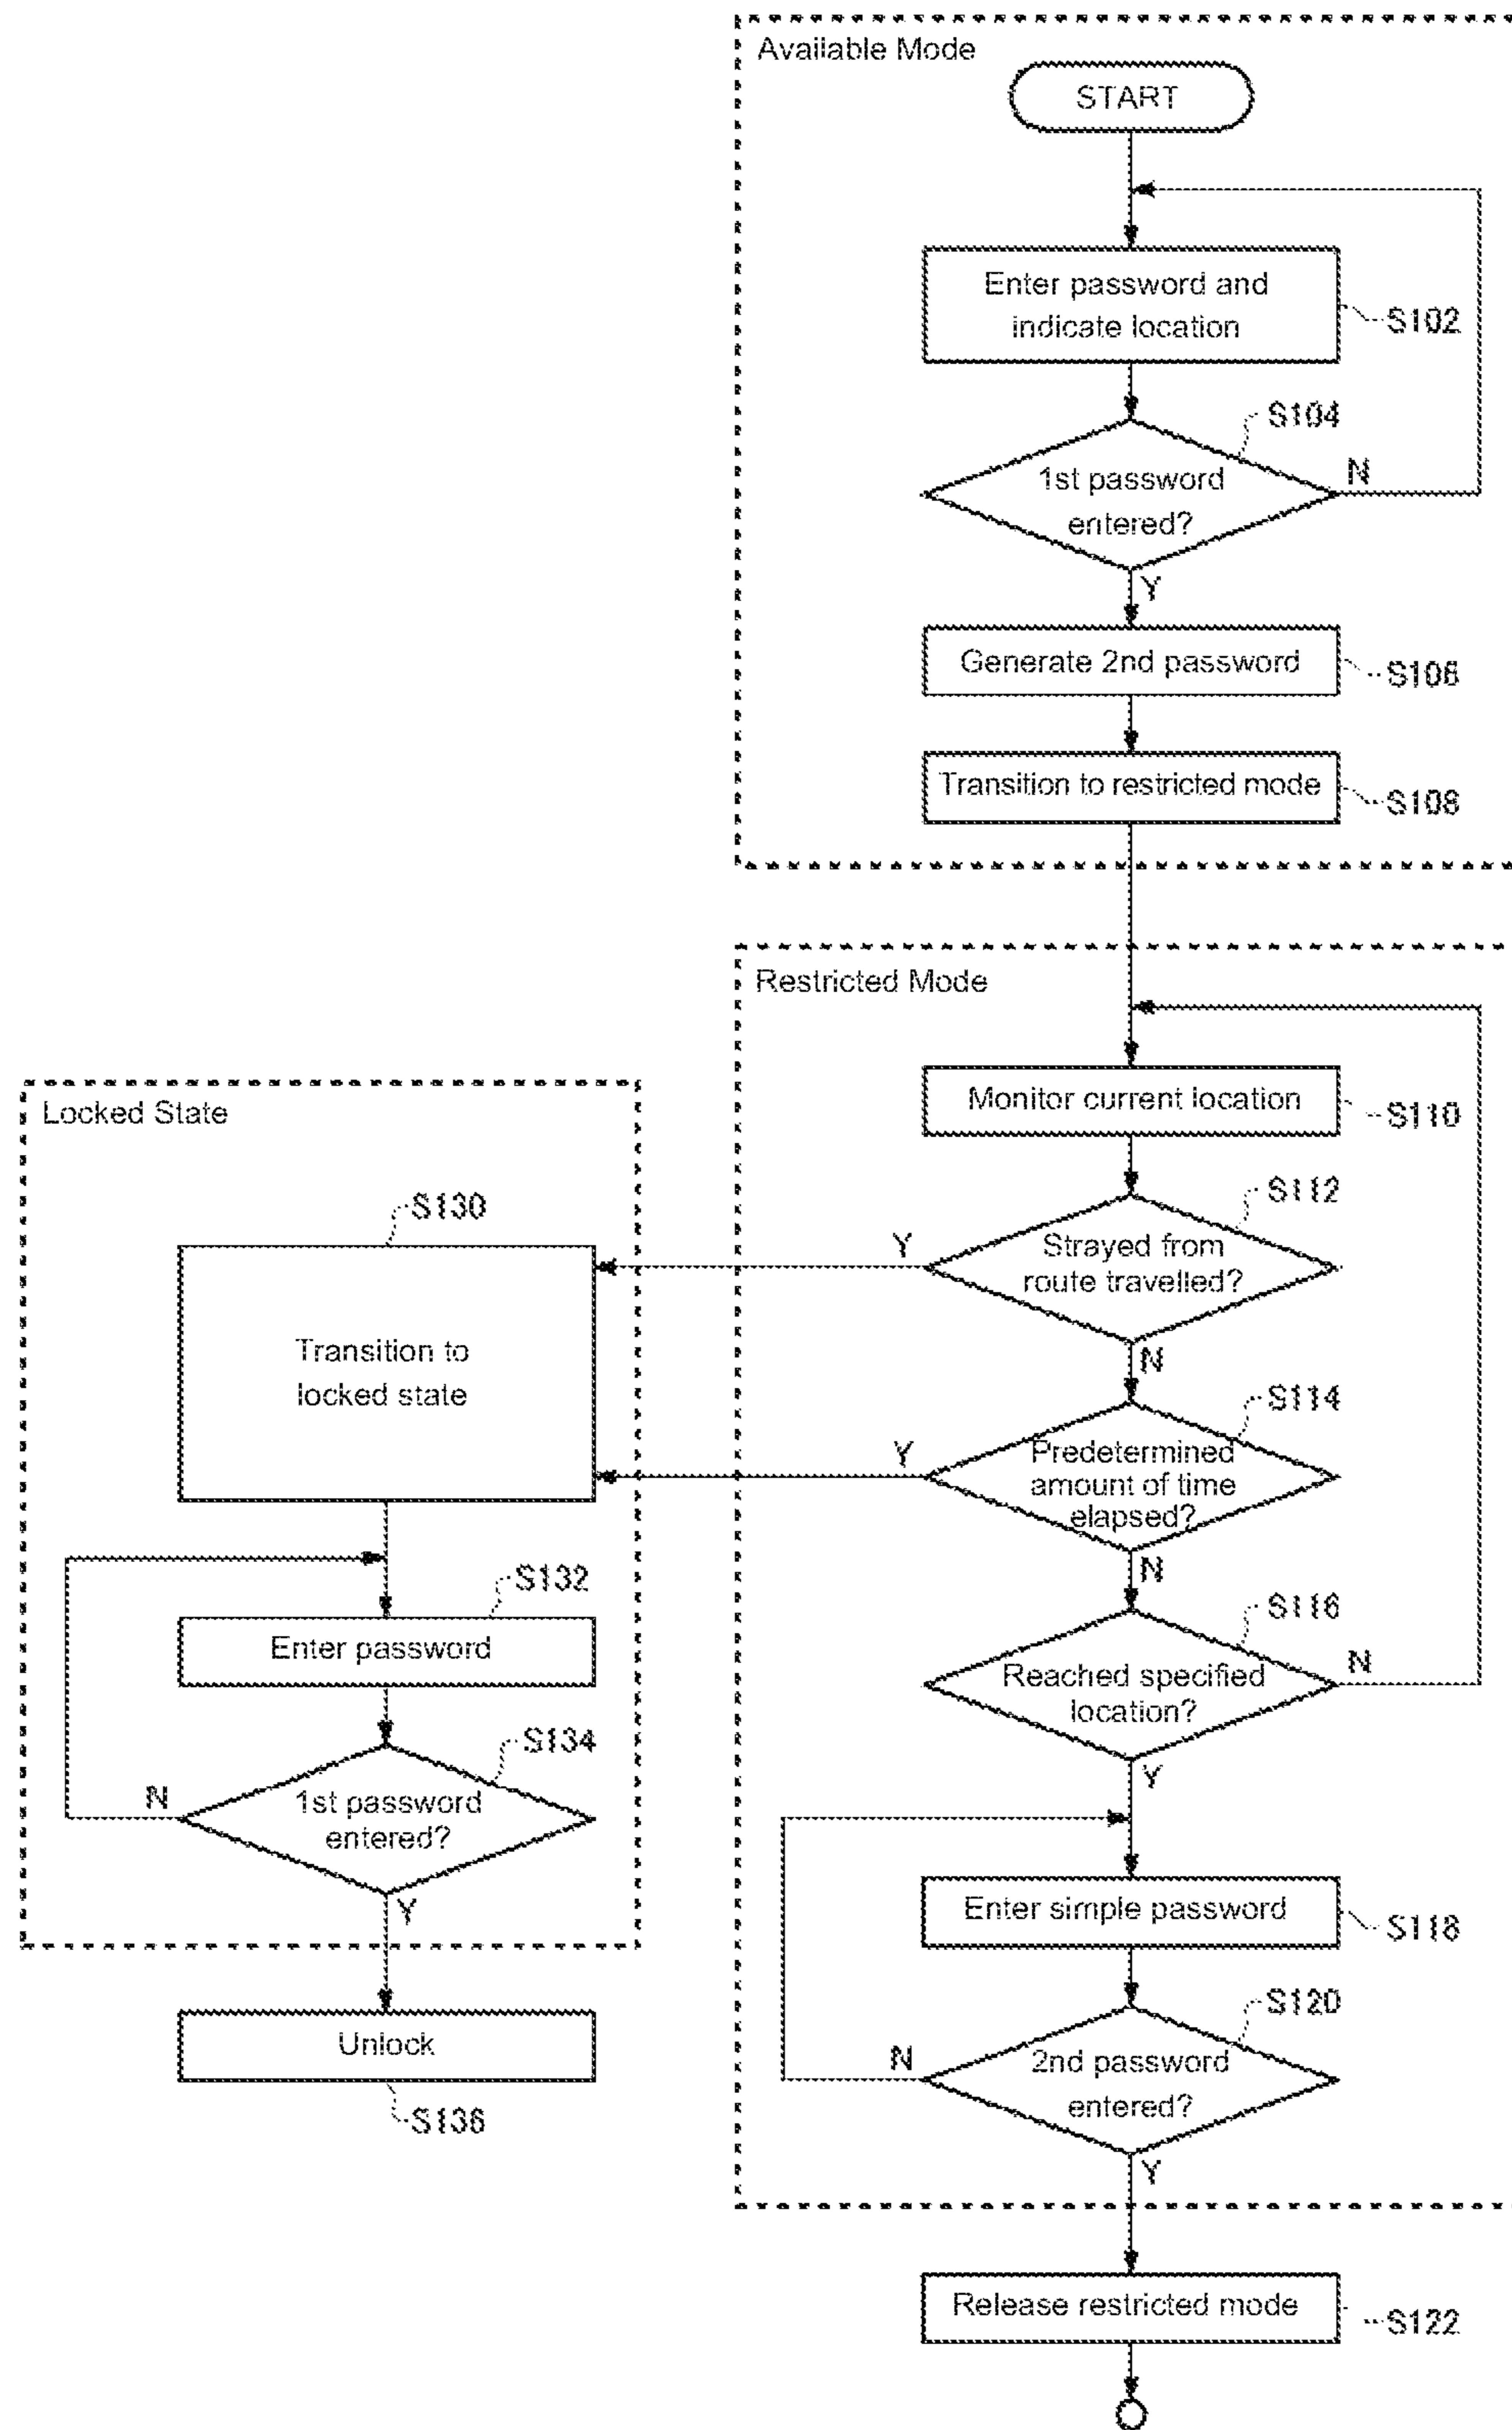 Available Mode
START
Enter password and
indicate location
S102
S104
1st password
entered?
N
Y
Generate 2nd password
S106
Transition to restricted mode
S108
Restricted Mode
Monitor current location
S110
S112
Strayed from
route travelled?
Y
N
S114
Predetermined
amount of time
elapsed?
Y
N
S116
Reached specified
location?
N
Y
Enter simple password
S118
S120
2nd password
entered?
N
Y
Release restricted mode
S122
Locked State
S130
Transition to
locked state
S132
Enter password
S134
1st password
entered?
N
Y
Unlock
S136